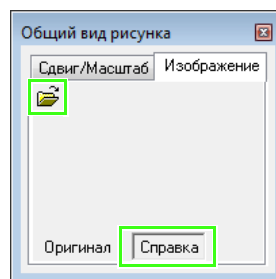 Общий вид рисунка
Сдвиг/Масштаб Изображение
Оригинал Справка